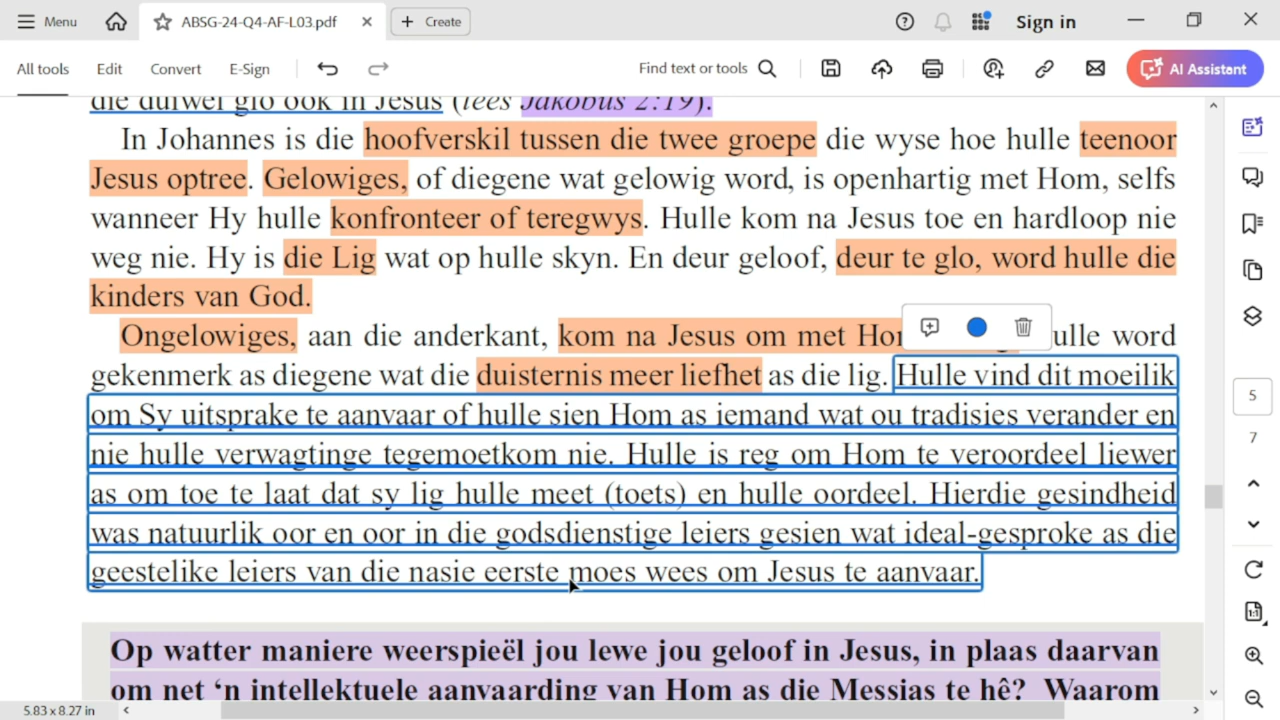 Menu
ABSG-24-Q4-AF-L03.pdf
Create
Sign in
All tools
Edit
Convert
E-Sign
Find text or tools
AI Assistant
die duiwel glo ook in Jesus (lees Jakobus 2:19).
In Johannes is die hoofverskil tussen die twee groepe die wyse hoe hulle teenoor
Jesus optree. Gelowiges, of diegene wat gelowig word, is openhartig met Hom, selfs
wanneer Hy hulle konfronteer of teregwys. Hulle kom na Jesus toe en hardloop nie
weg nie. Hy is die Lig wat op hulle skyn. En deur geloof, deur te glo, word hulle die
kinders van God.
Ongelowiges, aan die anderkant, kom na Jesus om met Hom ulle word
gekenmerk as diegene wat die duisternis meer liefhet as die lig. Hulle vind dit moeilik
om Sy uitsprake te aanvaar of hulle sien Hom as iemand wat ou tradisies verander en
nie hulle verwagtinge tegemoetkom nie. Hulle is reg om Hom te veroordeel liewer
as om toe te laat dat sy lig hulle meet (toets) en hulle oordeel. Hierdie gesindheid
was natuurlik oor en oor in die godsdienstige leiers gesien wat ideal-gesproke as die
geestelike leiers van die nasie eerste moes wees om Jesus te aanvaar.
Op watter maniere weerspieël jou lewe jou geloof in Jesus, in plaas daarvan
om net ‘n intellektuele aanvaarding van Hom as die Messias te hê? Waarom
5
7
1:1
5.83 x 8.27 in